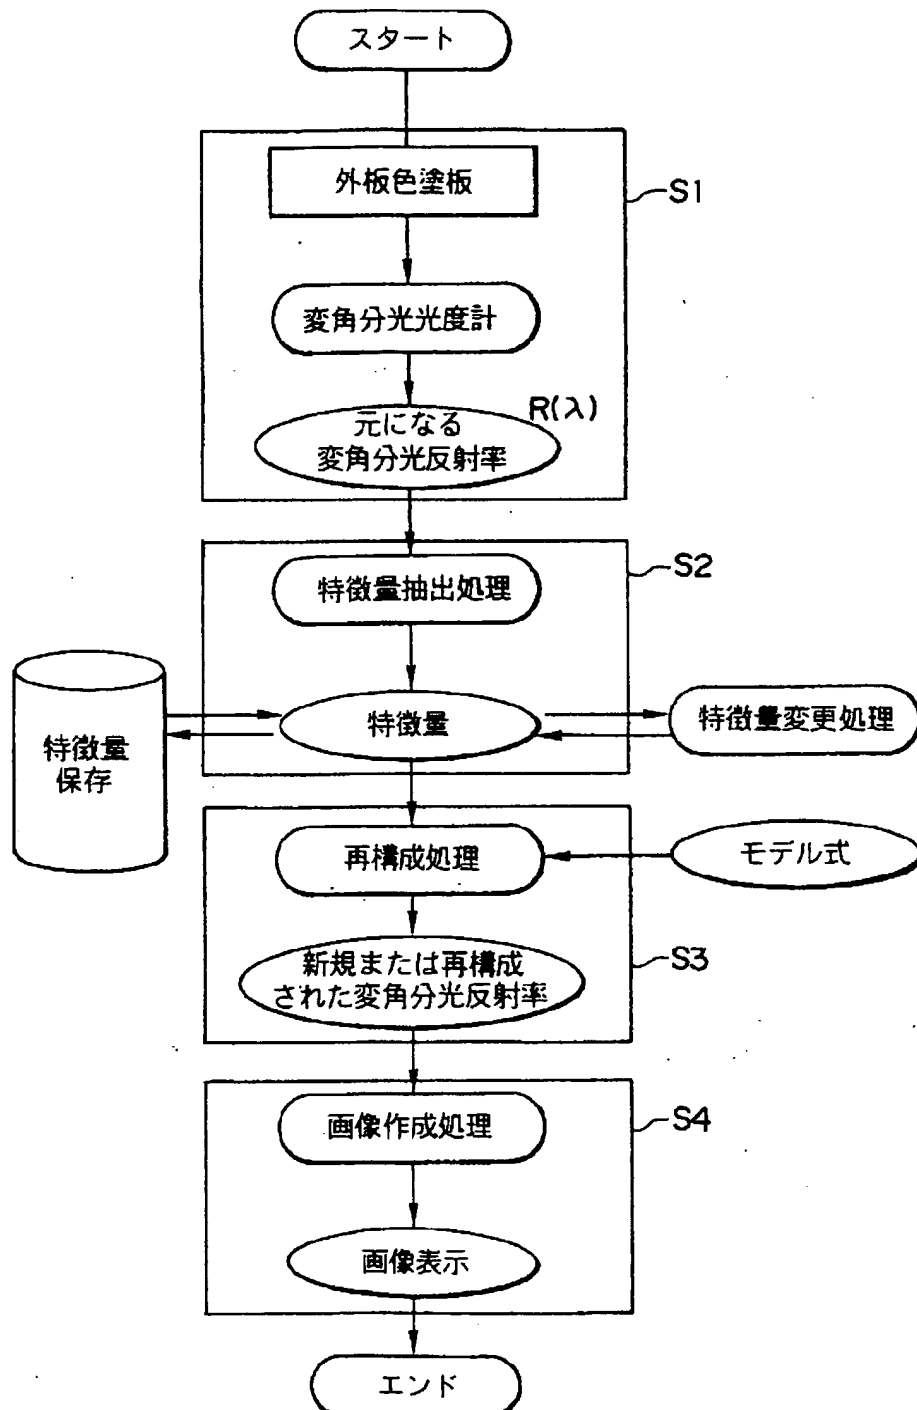 スタート
外板色塗板
S1
変角分光光度計
R(λ)
元になる
変角分光反射率
特徴量抽出処理
S2
特徴量
保存
特徴量
特徴量変更処理
再構成処理
モデル式
新規または再構成
された変角分光反射率
S3
画像作成処理
S4
画像表示
エンド